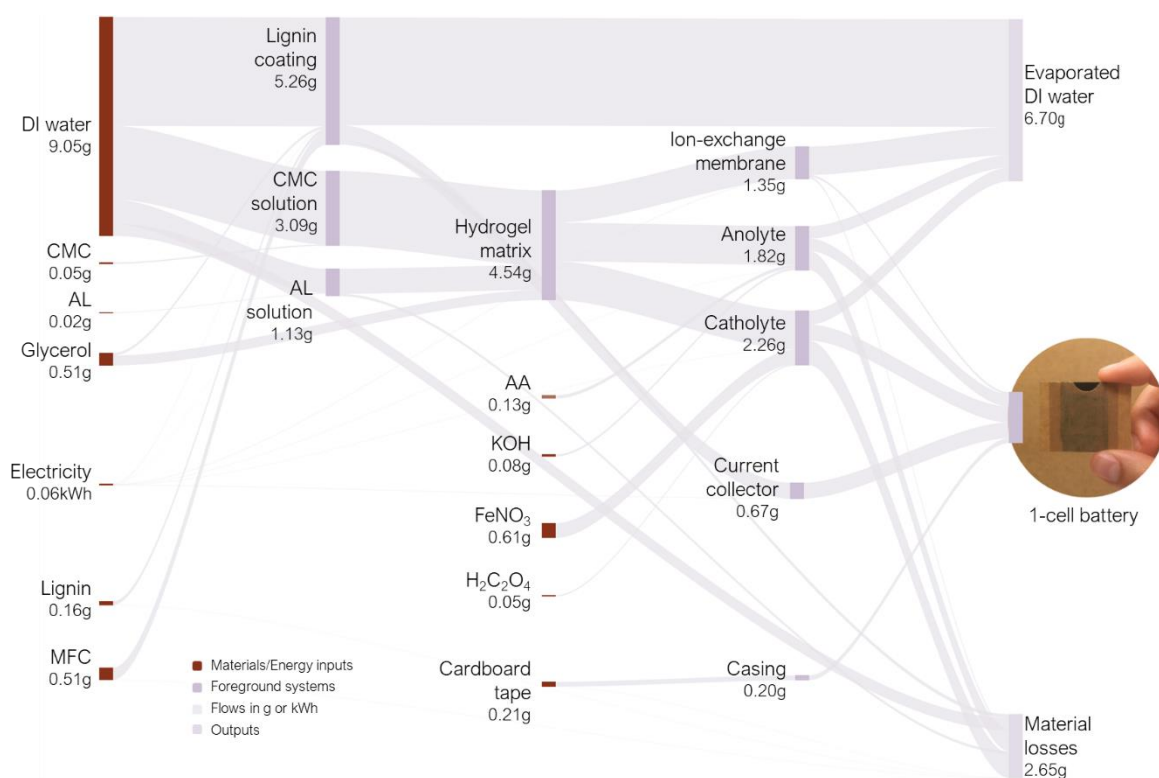 DI water
9.05g
CMC
0.05g
AL
0.02g
Glycerol
0.51g
Electricity
0.06kWh
Lignin
0.16g
MFC
0.51g
Lignin
coating
5.26g
CMC
solution
3.09g
AL
solution
1.13g
Hydrogel
matrix
4.54g
AA
0.13g
KOH
0.08g
FeNO₃
0.61g
H₂C₂O₄
0.05g
Cardboard
tape
0.21g
Ion-exchange
membrane
1.35g
Anolyte
1.82g
Catholyte
2.26g
Current
collector
0.67g
Casing
0.20g
Evaporated
DI water
6.70g
1-cell battery
Material
losses
2.65g
Materials/Energy inputs
Foreground systems
Flows in g or kWh
Outputs